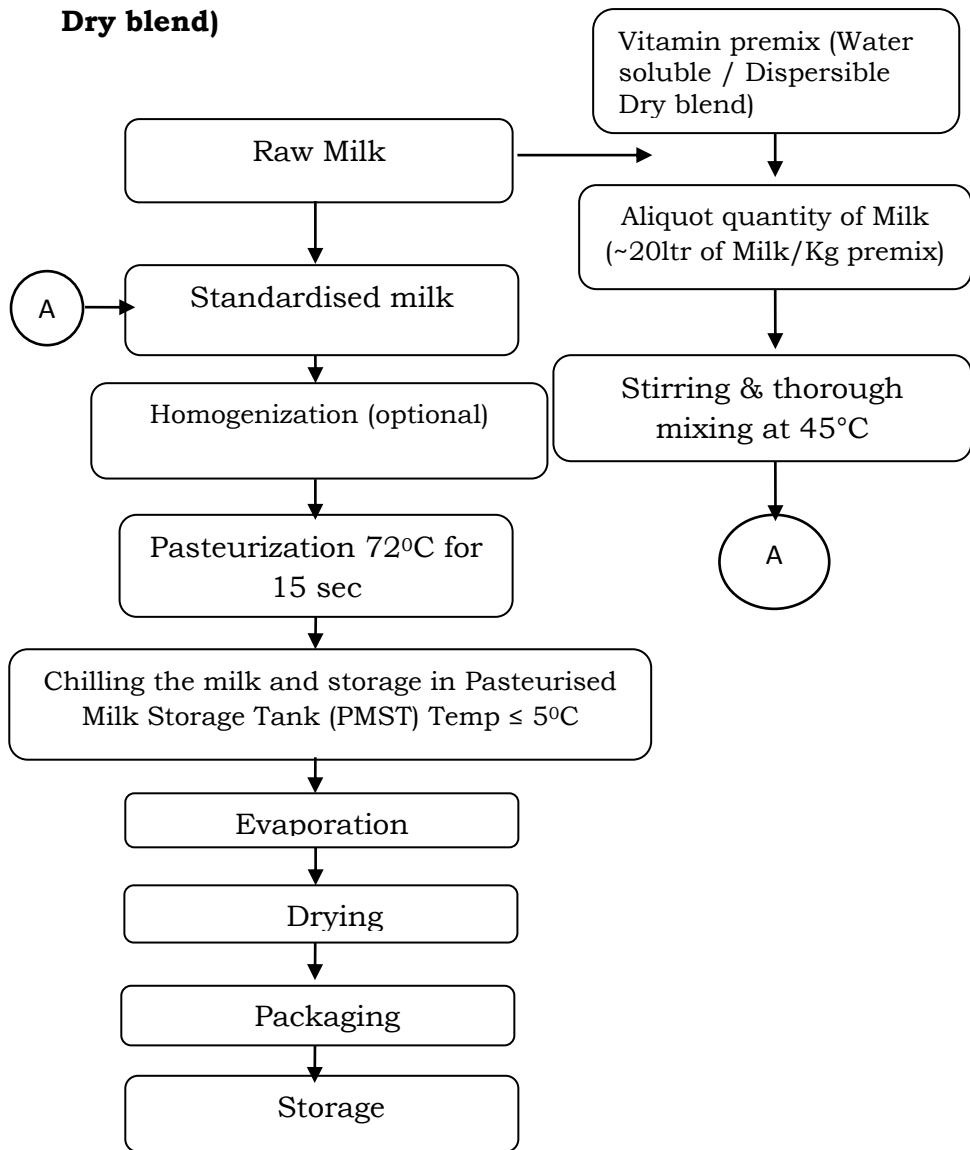 Dry blend)
Vitamin premix (Water
soluble / Dispersible
Dry blend)
Raw Milk
Aliquot quantity of Milk
(~20ltr of Milk/Kg premix)
A
Standardised milk
Stirring & thorough
mixing at 45°C
Homogenization (optional)
A
Pasteurization 72⁰C for
15 sec
Chilling the milk and storage in Pasteurised
Milk Storage Tank (PMST) Temp ≤ 5⁰C
Evaporation
Drying
Packaging
Storage